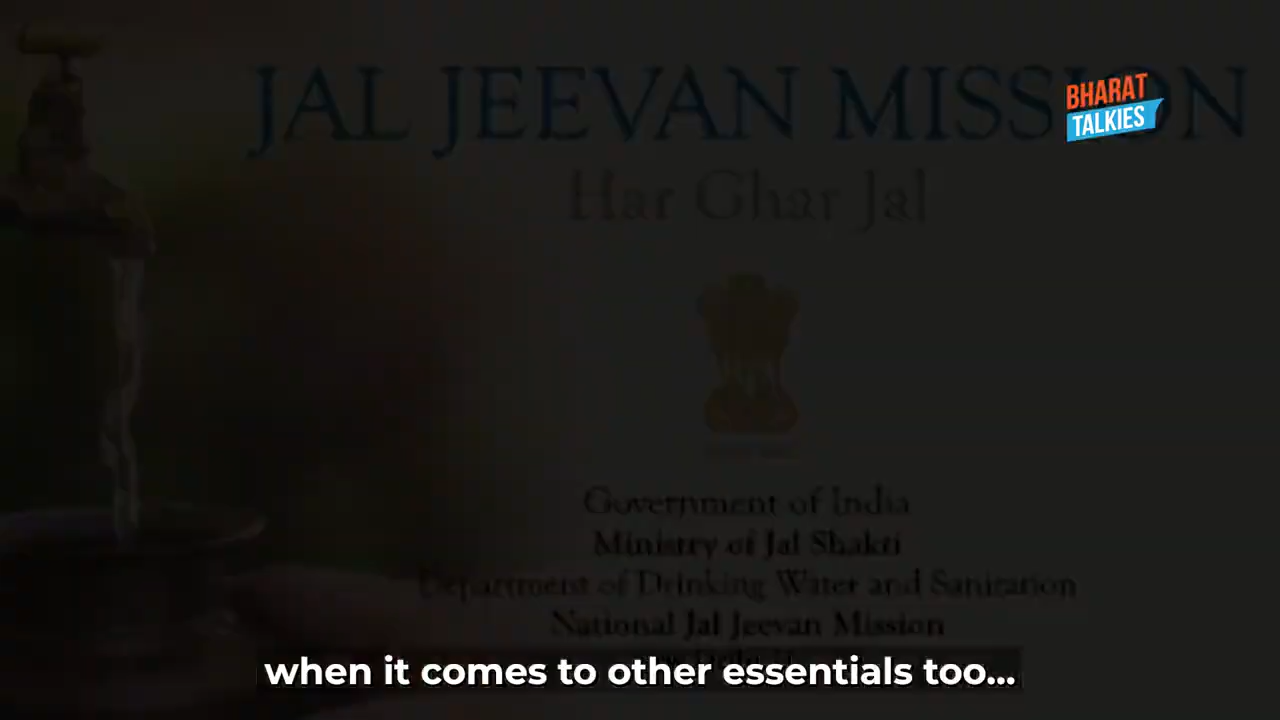 JAL JEEVAN MISSION
BHARAT
TALKIES
Har Ghar Jal
Government of India
Ministry of Jal Shakti
Department of Drinking Water and Sanitation
National Jal Jeevan Mission
when it comes to other essentials too...